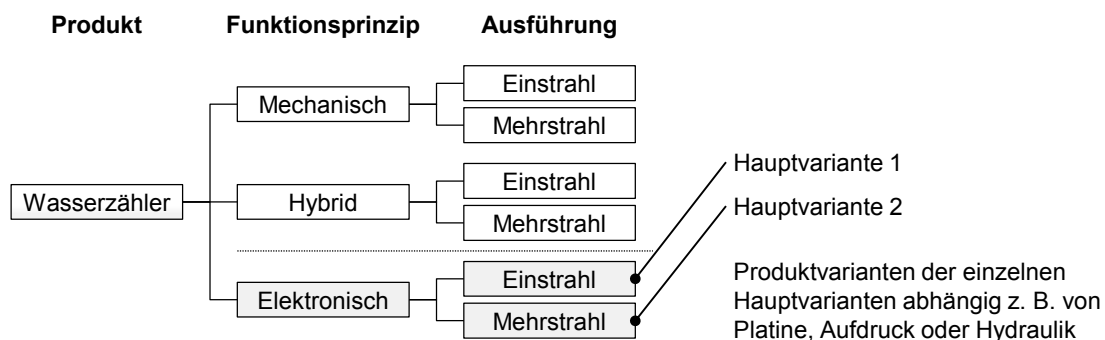 Produkt Funktionsprinzip Ausführung
Mechanisch
Einstrahl
Mehrstrahl
Wasserzähler
Hybrid
Einstrahl
Mehrstrahl
Elektronisch
Einstrahl
Mehrstrahl
Hauptvariante 1
Hauptvariante 2
Produktvarianten der einzelnen
Hauptvarianten abhängig z. B. von
Platine, Aufdruck oder Hydraulik